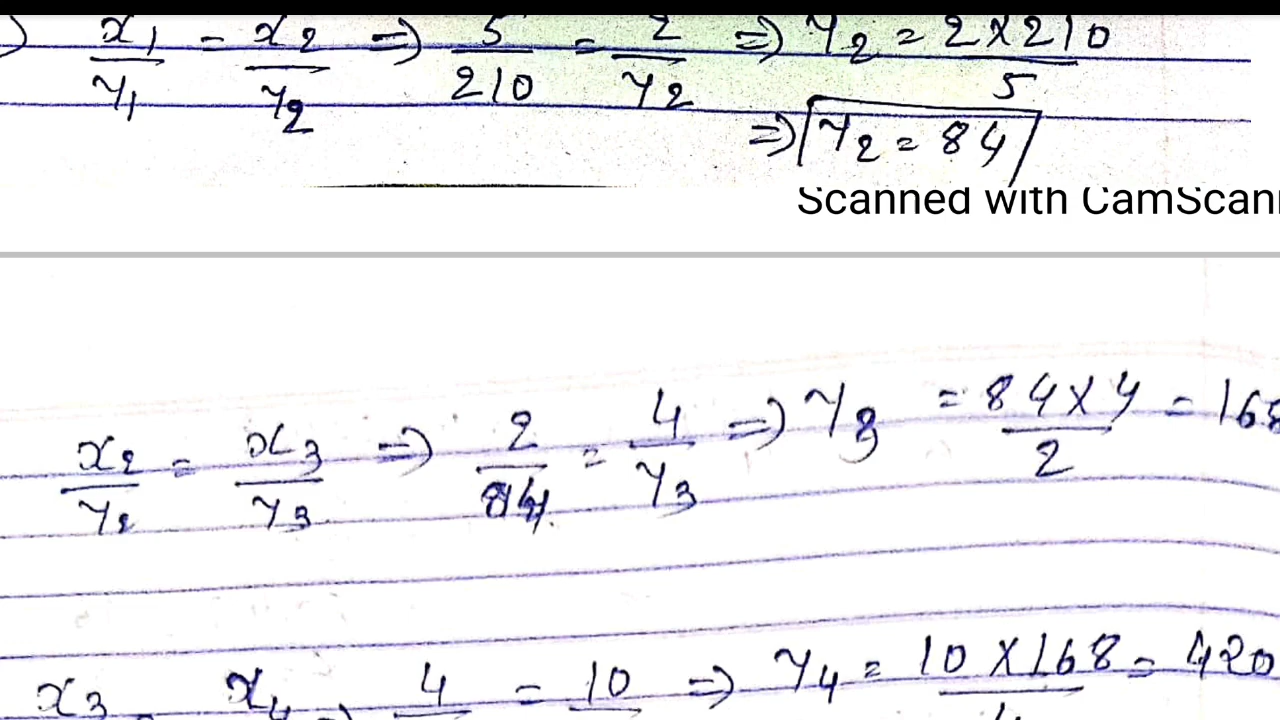 ) x₁/y₁ = x₂/y₂ => 5/210 = 2/y₂ => y₂ = 2×210/5
=> y₂ = 84
Scanned with CamScan
x₂/y₂ = x₃/y₃ => 2/84 = 4/y₃ => y₃ = 84×4/2 = 168
x₃ = x₄ => 4 = 10 => y₄ = 10×168 = 420